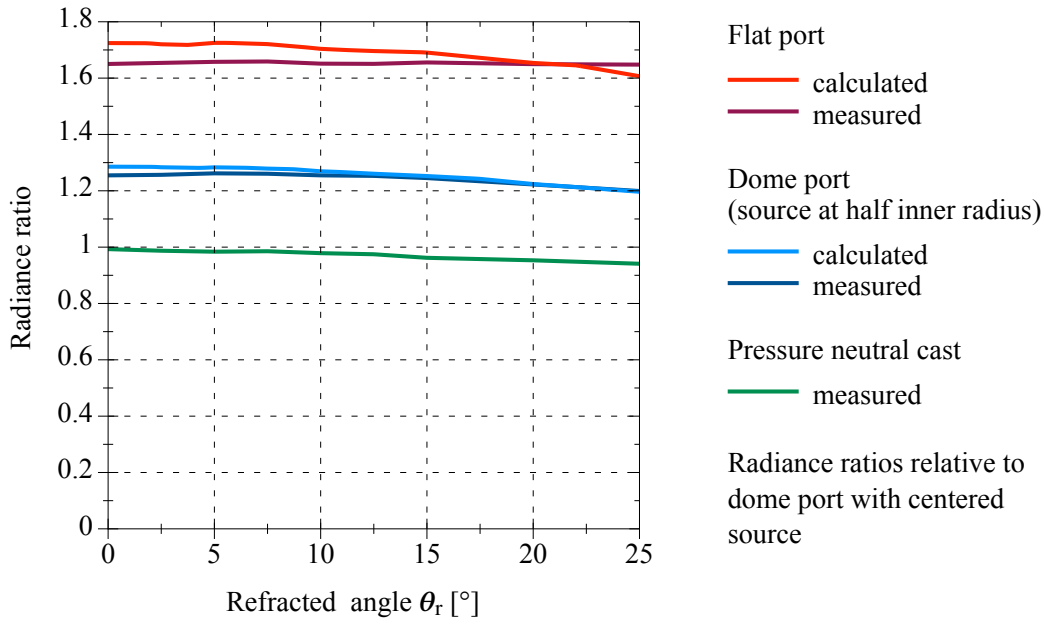 1.8
1.6
1.4
1.2
1
0.8
0.6
0.4
0.2
0
Radiance ratio
0 5 10 15 20 25
Refracted angle θr [°]
Flat port
calculated
measured
Dome port
(source at half inner radius)
calculated
measured
Pressure neutral cast
measured
Radiance ratios relative to
dome port with centered
source